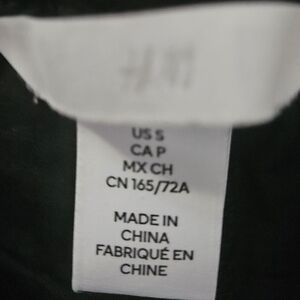 H&M
US S
CA P
MX CH
CN 165/72A
MADE IN
CHINA
FABRIQUÉ EN
CHINE